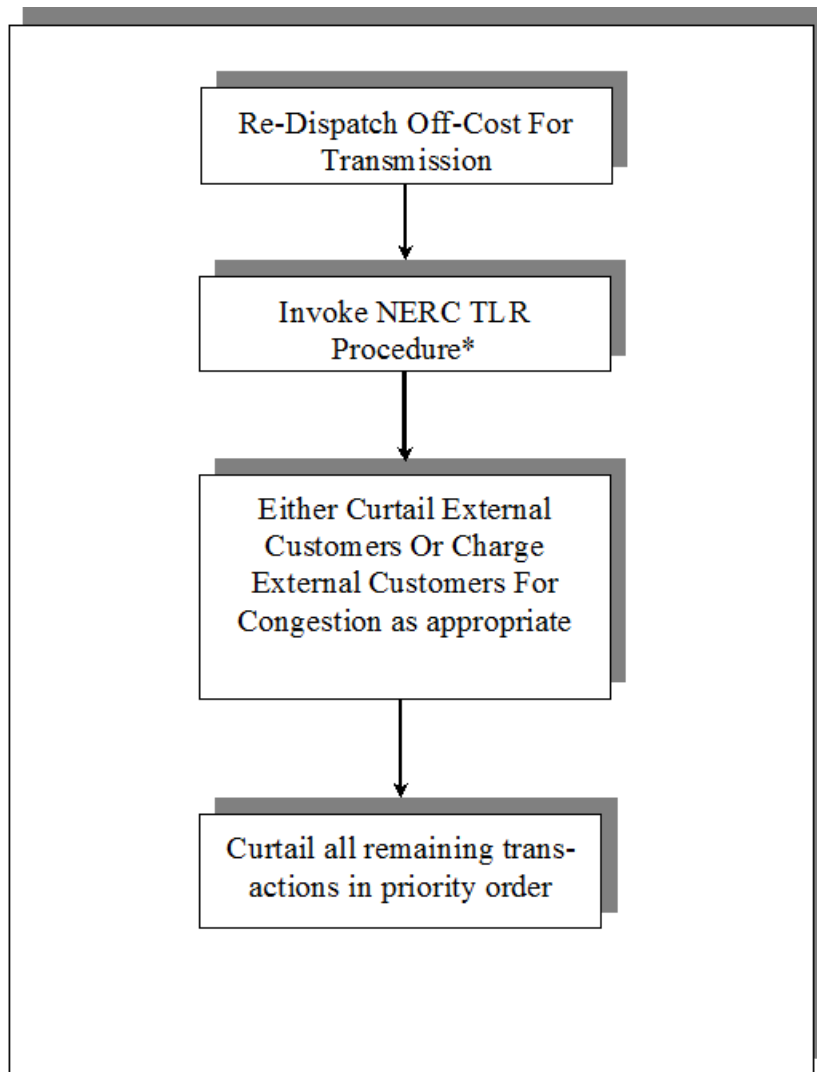 Re-Dispatch Off-Cost For
Transmission
Invoke NERC TLR
Procedure*
Either Curtail External
Customers Or Charge
External Customers For
Congestion as appropriate
Curtail all remaining trans-
actions in priority order